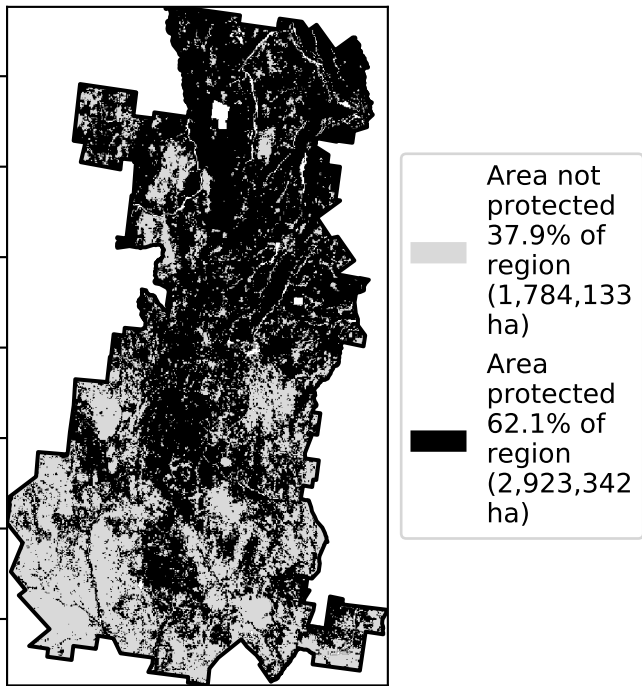 Area not
protected
37.9% of
region
(1,784,133
ha)
Area
protected
62.1% of
region
(2,923,342
ha)